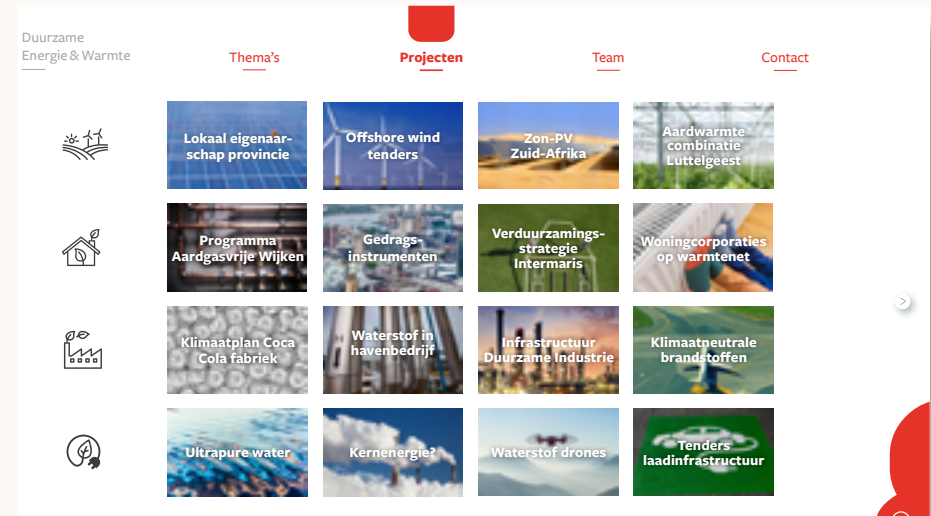 Duurzame
Energie & Warmte
Thema's
Projecten
Team
Contact
Lokaal eigenaar-
schap provincie
Offshore wind
tenders
Zon-PV
Zuid-Afrika
Aardwarmte
combinatie
Luttelgeest
Programma
Aardgasvrije Wijken
Gedrags-
instrumenten
Verduurzamings-
strategie
Intermaris
Woningcorporaties
op warmtenet
Klimaatplan Coca
Cola fabriek
Waterstof in
havenbedrijf
Infrastructuur
Duurzame Industrie
Klimaatneutrale
brandstoffen
Ultrapure water
Kernenergie?
Waterstof drones
Tenders
laadinfrastructuur